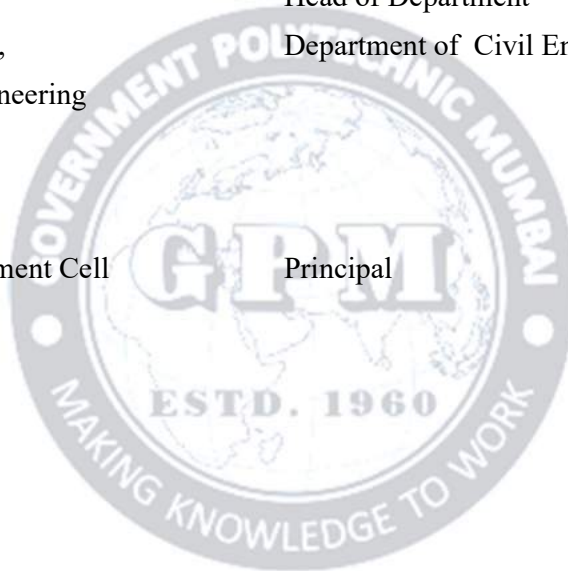 Head of Department
,
Department of Civil En
neering
ment Cell
Principal
GOVERNMENT POLYTECHNIC MUMBAI
GPM
ESTD. 1960
MAKING KNOWLEDGE TO WORK